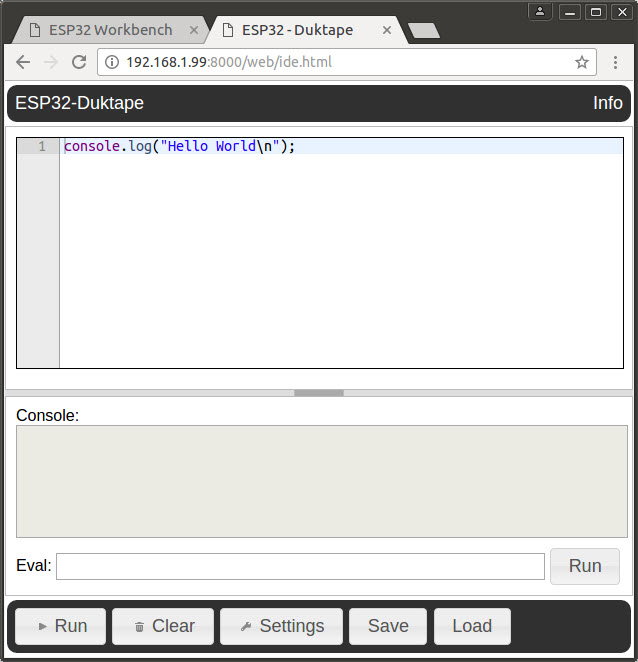 ESP32 Workbench
ESP32 - Duktape
192.168.1.99:8000/web/ide.html
ESP32-Duktape Info
1 console.log("Hello World\n");
Console:
Eval: Run
Run Clear Settings Save Load